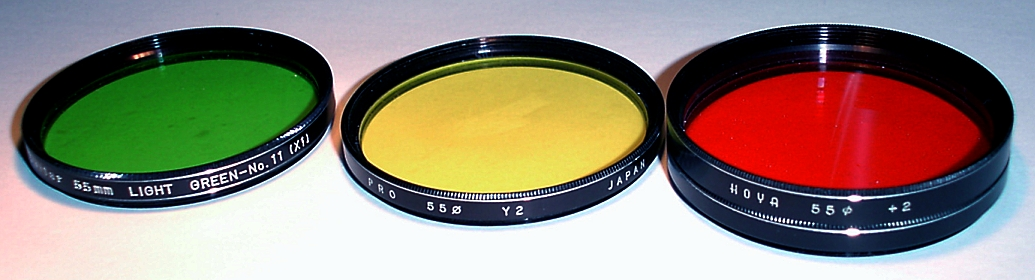 55mm LIGHT GREEN-No.11 (X1)
PRO 55Ø Y2 JAPAN
HOYA 55Ø ÷2